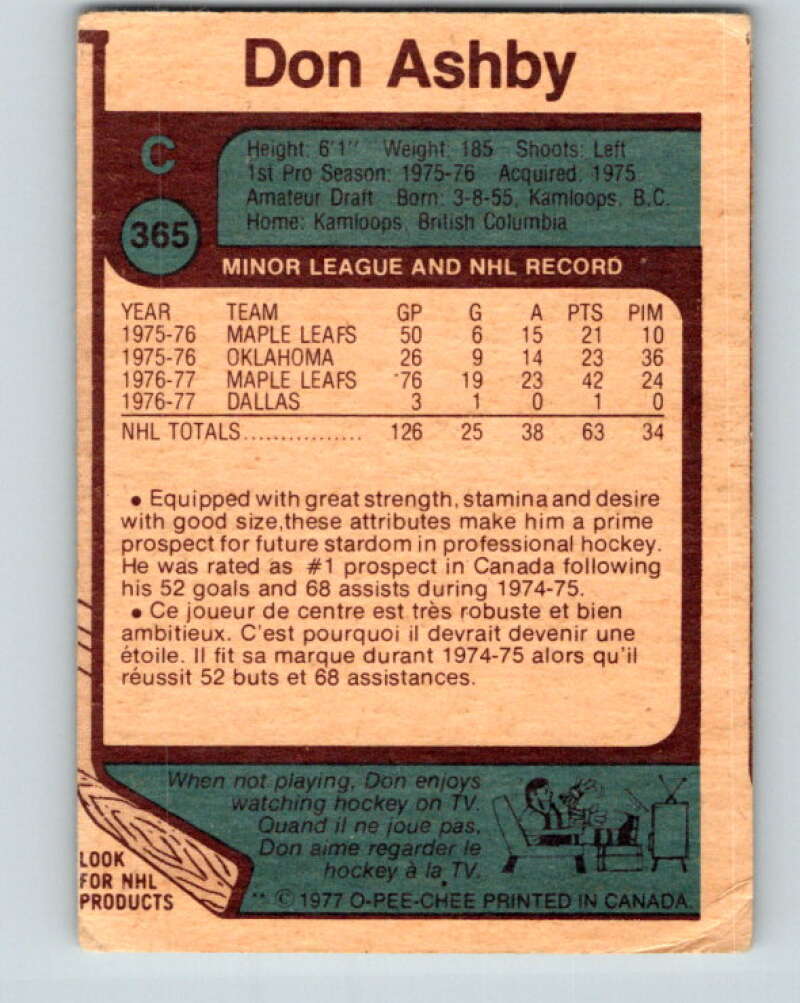 Don Ashby
C
Height: 6'1" Weight: 185 Shoots: Left
1st Pro Season: 1975-76 Acquired: 1975
Amateur Draft Born: 3-8-55, Kamloops, B.C.
Home: Kamloops, British Columbia
365
MINOR LEAGUE AND NHL RECORD
YEAR TEAM GP G A PTS PIM
1975-76 MAPLE LEAFS 50 6 15 21 10
1975-76 OKLAHOMA 26 9 14 23 36
1976-77 MAPLE LEAFS 76 19 23 42 24
1976-77 DALLAS 3 1 0 1 0
NHL TOTALS................ 126 25 38 63 34
• Equipped with great strength, stamina and desire
with good size,these attributes make him a prime
prospect for future stardom in professional hockey.
He was rated as #1 prospect in Canada following
his 52 goals and 68 assists during 1974-75.
• Ce joueur de centre est très robuste et bien
ambitieux. C'est pourquoi il devrait devenir une
étoile. Il fit sa marque durant 1974-75 alors qu'il
réussit 52 buts et 68 assistances.
When not playing, Don enjoys
watching hockey on TV.
Quand il ne joue pas,
Don aime regarder le
hockey à la TV.
LOOK
FOR NHL
PRODUCTS
** © 1977 O-PEE-CHEE PRINTED IN CANADA.